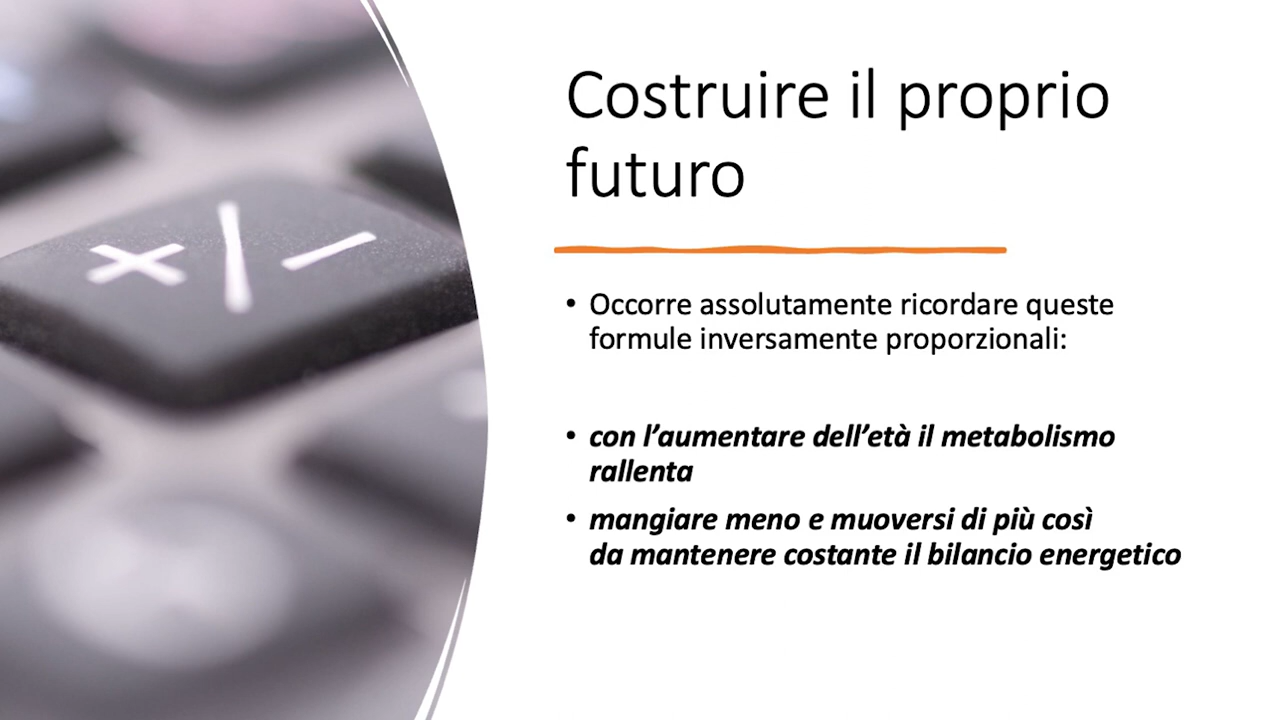 +/-
Costruire il proprio
futuro
• Occorre assolutamente ricordare queste
formule inversamente proporzionali:
• con l’aumentare dell’età il metabolismo
rallenta
• mangiare meno e muoversi di più così
da mantenere costante il bilancio energetico